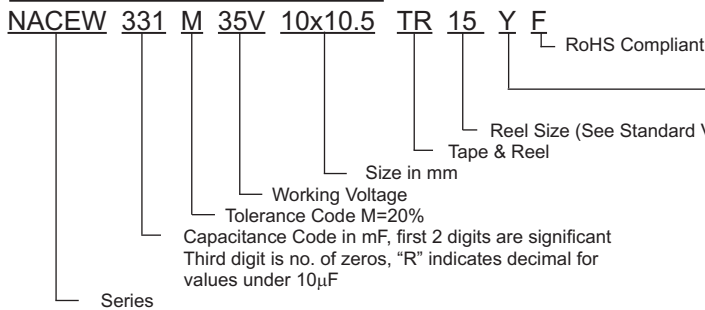 NACEW 331 M 35V 10x10.5 TR 15 Y F
RoHS Compliant
Reel Size (See Standard
Tape & Reel
Size in mm
Working Voltage
Tolerance Code M=20%
Capacitance Code in mF, first 2 digits are significant
Third digit is no. of zeros, “R” indicates decimal for
values under 10μF
Series